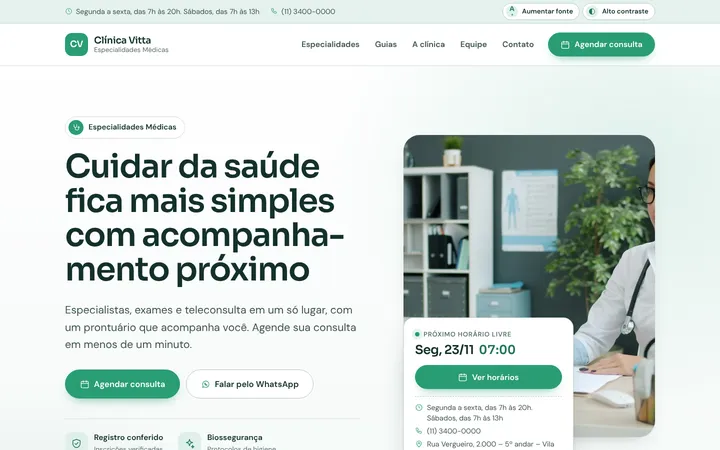 Segunda a sexta, das 7h às 20h. Sábados, das 7h às 13h
(11) 3400-0000
Aumentar fonte
Alto contraste
CV
Clínica Vitta
Especialidades Médicas
Especialidades
Guias
A clínica
Equipe
Contato
Agendar consulta
Especialidades Médicas
Cuidar da saúde
fica mais simples
com acompanha-
mento próximo
Especialistas, exames e teleconsulta em um só lugar, com
um prontuário que acompanha você. Agende sua consulta
em menos de um minuto.
Agendar consulta
Falar pelo WhatsApp
PRÓXIMO HORÁRIO LIVRE
Seg, 23/11 07:00
Ver horários
Segunda a sexta, das 7h às 20h.
Sábados, das 7h às 13h
(11) 3400-0000
Rua Vergueiro, 2.000 – 5º andar – Vila
Registro conferido
Inscrições verificadas
Biossegurança
Protocolos de higiene